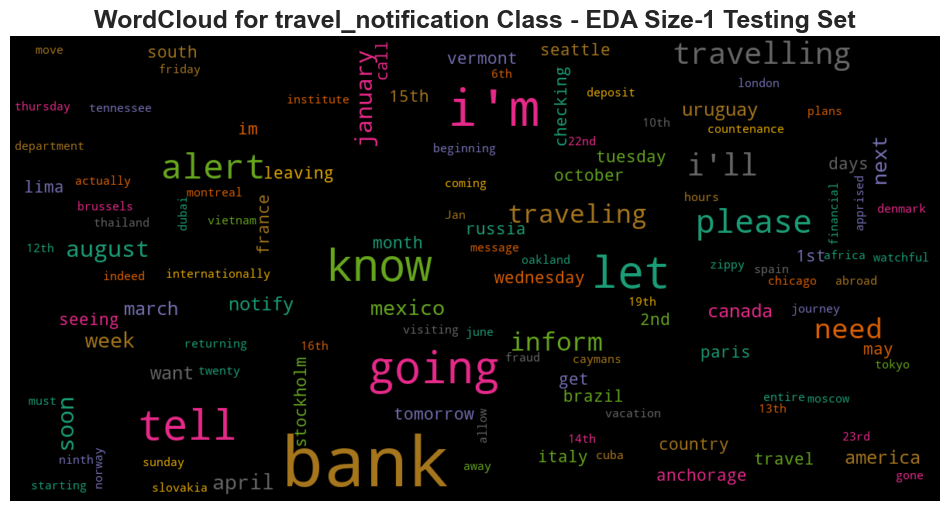 WordCloud for travel_notification Class - EDA Size-1 Testing Set
move
south
friday
january
call
vermont
6th
seattle
travelling
london
thursday
tennessee
institute
15th
i'm
checking
deposit
10th
uruguay
countenance
plans
im
22nd
department
alert
leaving
beginning
tuesday
october
i'll
days
next
lima
actually
montreal
coming
hours
brussels
thailand
dubai
vietnam
france
Jan
traveling
russia
please
financial
apprised
denmark
12th
august
month
know
message
oakland
wednesday
let
zippy
spain
1st
africa
watchful
indeed
internationally
chicago
abroad
seeing
march
notify
mexico
19th
2nd
canada
journey
need
week
returning
16th
visiting
june
inform
fraud
caymans
paris
may
tokyo
want
twenty
stockholm
going
get
brazil
must
soon
tell
tomorrow
allow
vacation
entire
moscow
13th
ninth
norway
sunday
bank
away
14th
italy
cuba
country
anchorage
travel
23rd
america
gone
starting
slovakia
april